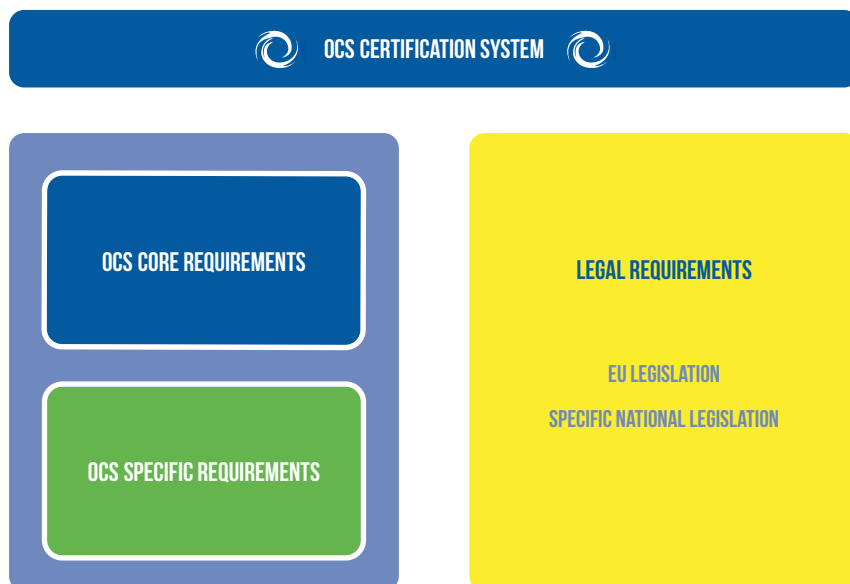 OCS CERTIFICATION SYSTEM
OCS CORE REQUIREMENTS
OCS SPECIFIC REQUIREMENTS
LEGAL REQUIREMENTS
EU LEGISLATION
SPECIFIC NATIONAL LEGISLATION